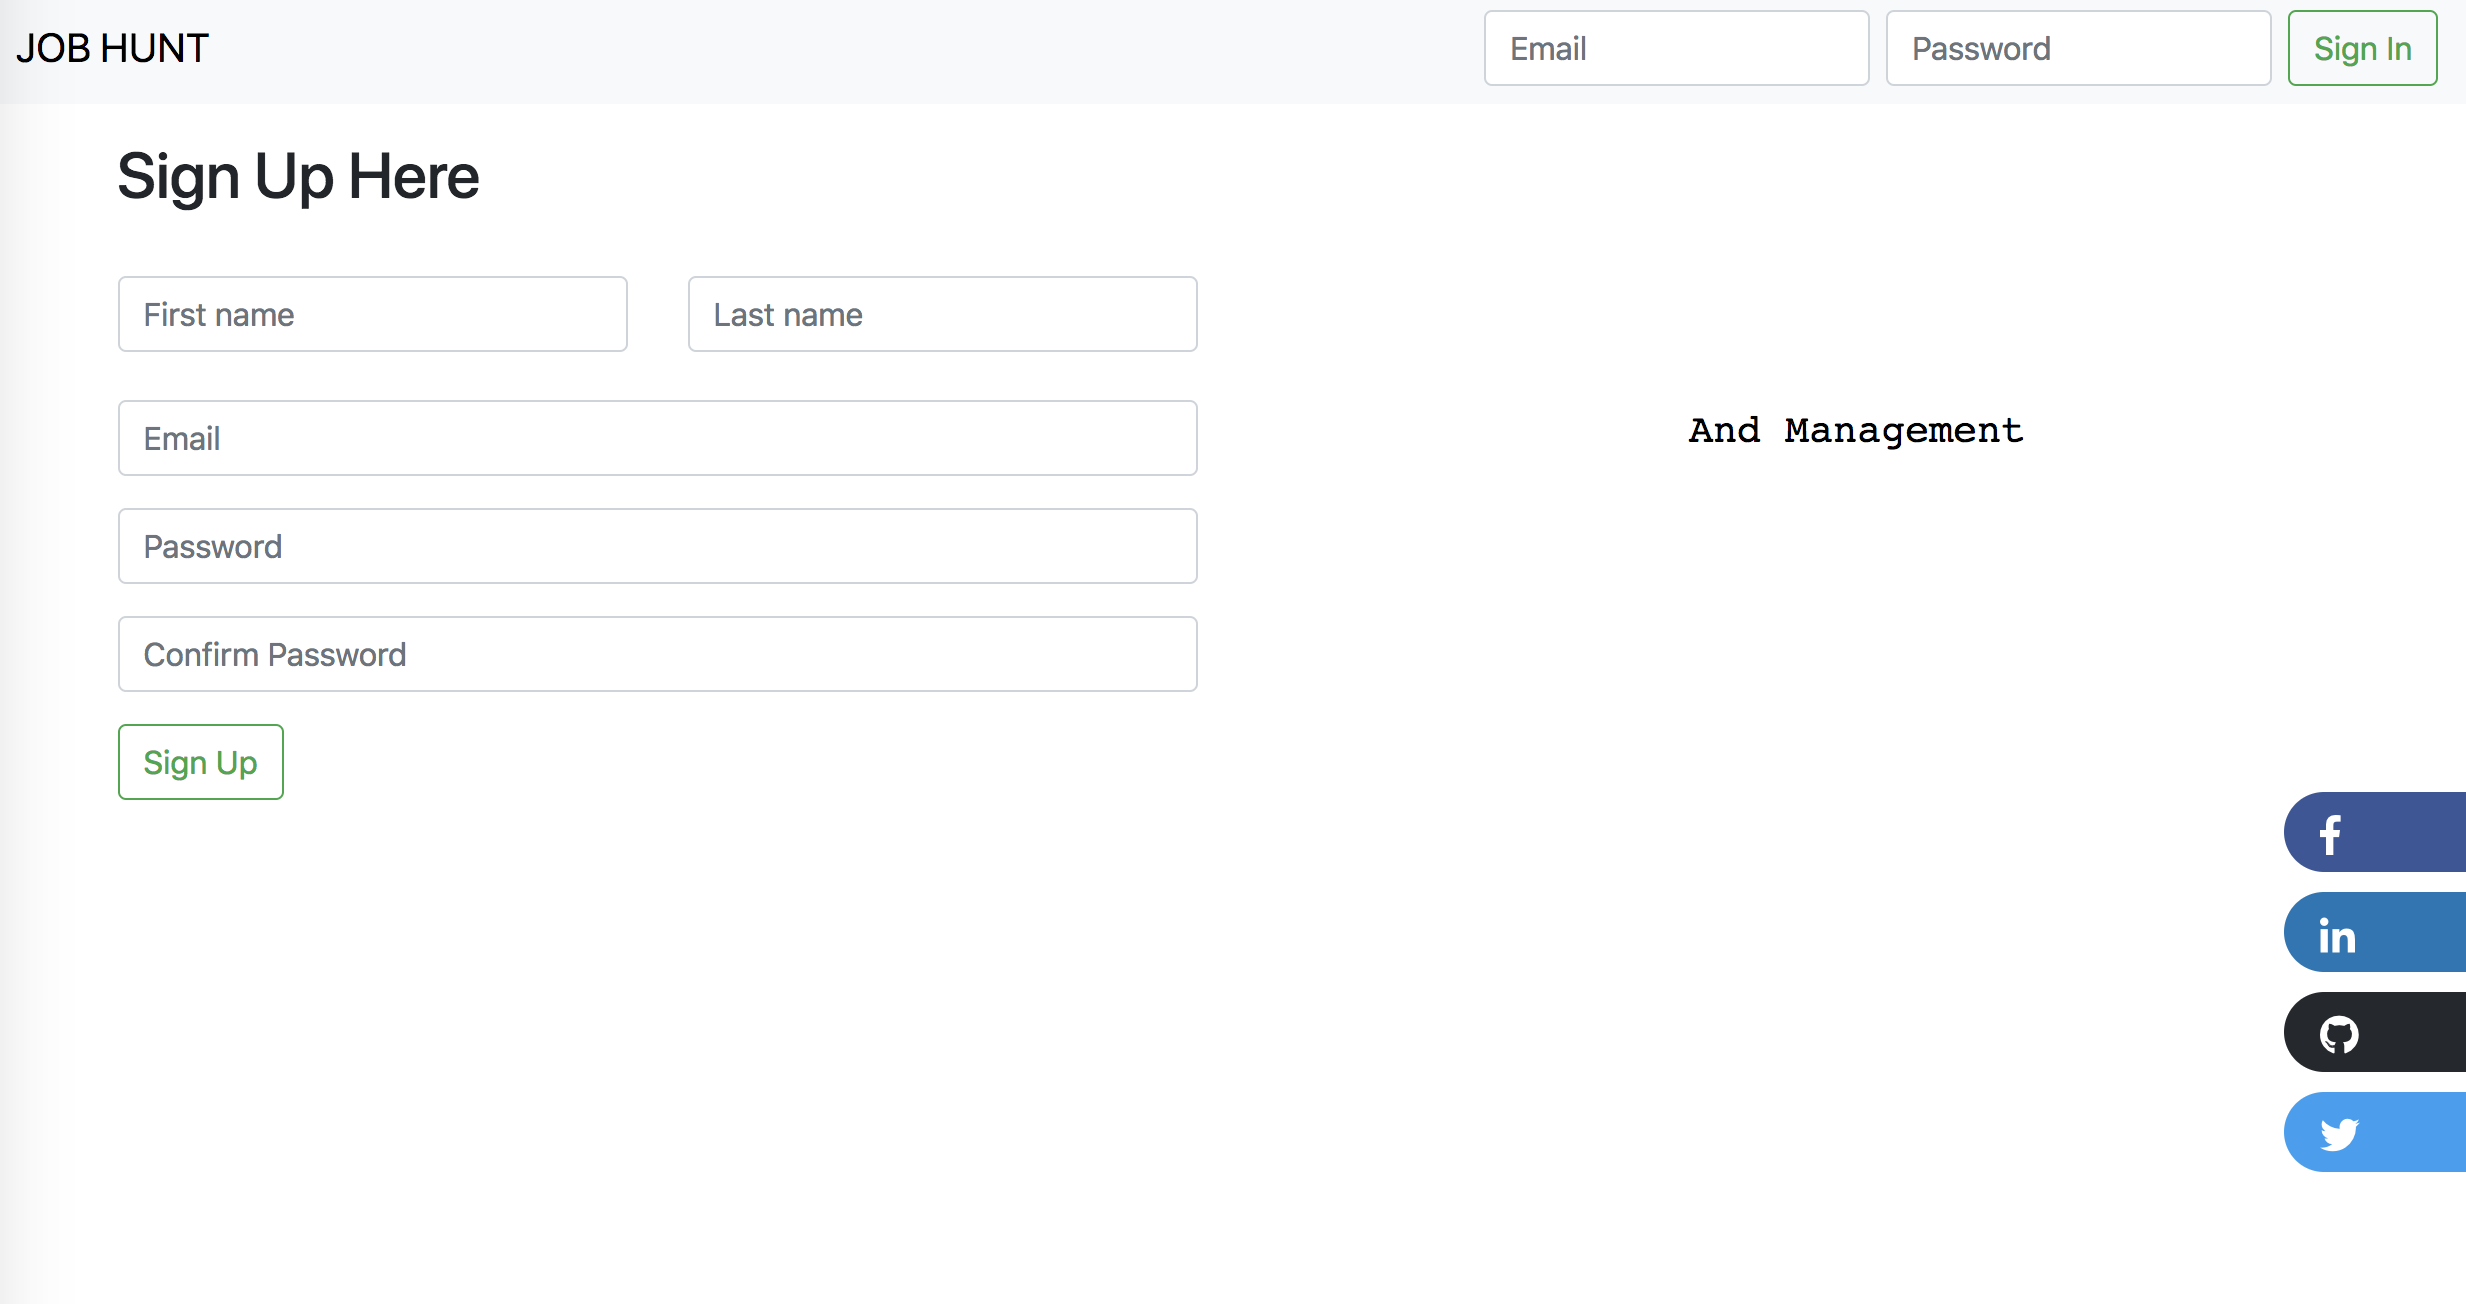 JOB HUNT
Email
Password
Sign In
Sign Up Here
First name
Last name
Email
Password
Confirm Password
Sign Up
And Management